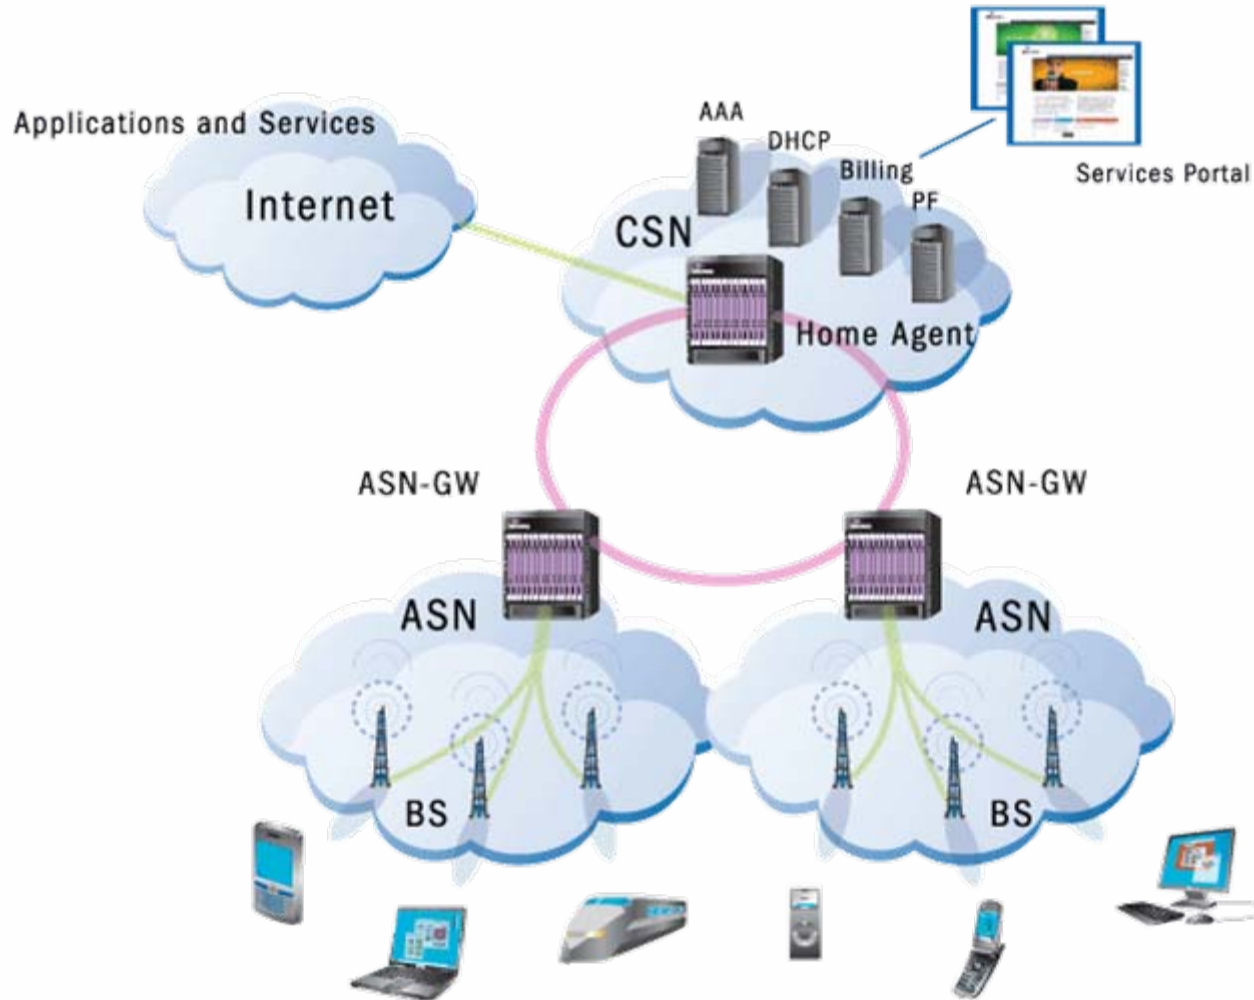 AAA
Applications and Services
DHCP
Billing
Services Portal
Internet
PF
CSN
Home Agent
ASN-GW
ASN-GW
ASN
ASN
BS
BS